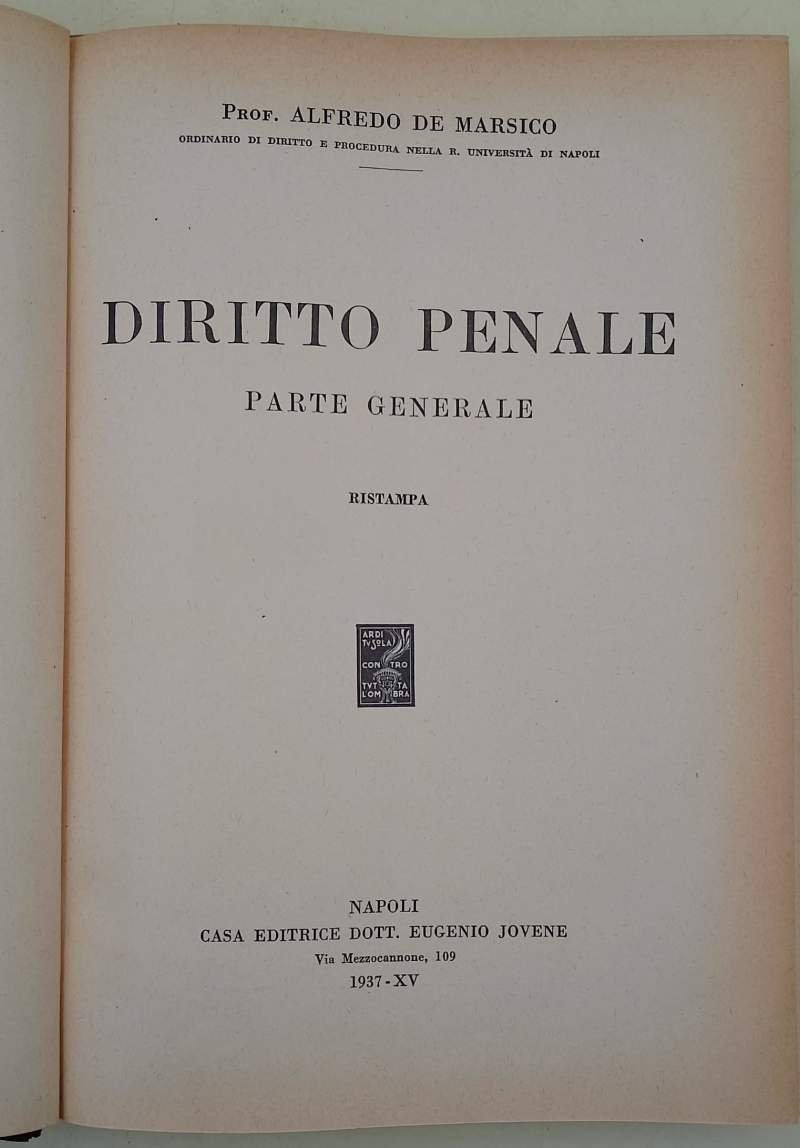 PROF. ALFREDO DE MARSICO
ORDINARIO DI DIRITTO E PROCEDURA NELLA R. UNIVERSITÀ DI NAPOLI
DIRITTO PENALE
PARTE GENERALE
RISTAMPA
ARDI
TV SOLA
CONTRO
TVTTA
L'OMBRA
NAPOLI
CASA EDITRICE DOTT. EUGENIO JOVENE
Via Mezzocannone, 109
1937-XV